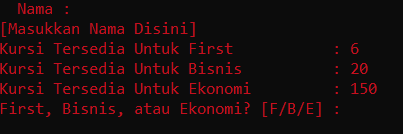 Nama :
[Masukkan Nama Disini]
Kursi Tersedia Untuk First : 6
Kursi Tersedia Untuk Bisnis : 20
Kursi Tersedia Untuk Ekonomi : 150
First, Bisnis, atau Ekonomi? [F/B/E] :